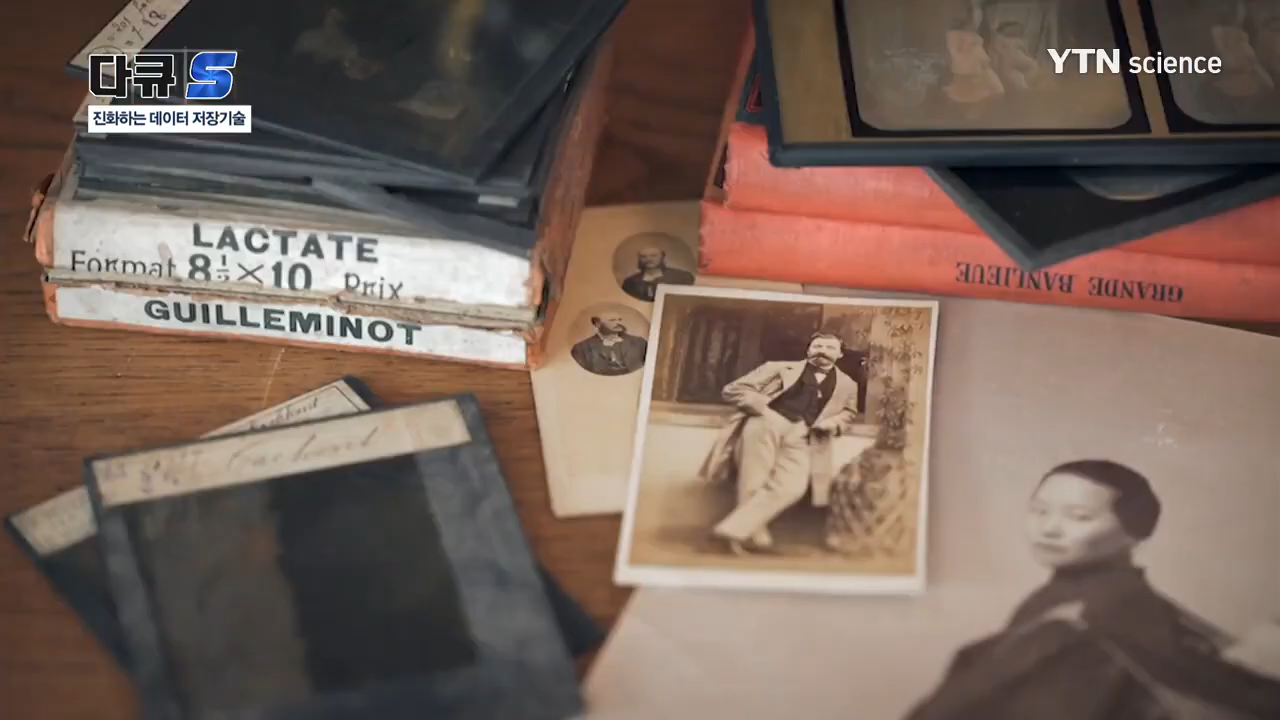 다큐 S
진화하는 데이터 저장기술
YTN science
LACTATE
Format 8½×10 Prix
GUILLEMINOT
GRANDE BANLIEUE